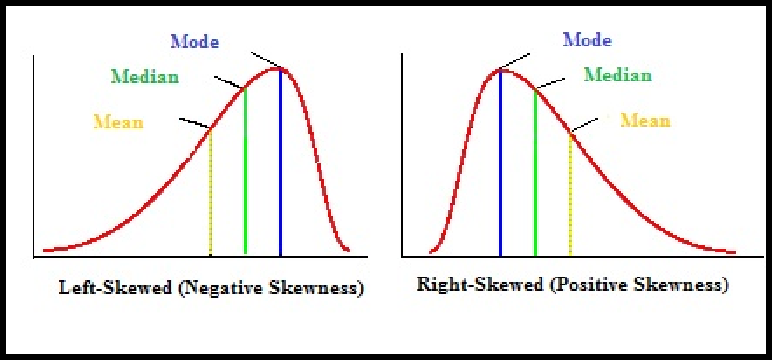 Mode
Median
Mean
Left-Skewed (Negative Skewness)
Mode
Median
Mean
Right-Skewed (Positive Skewness)